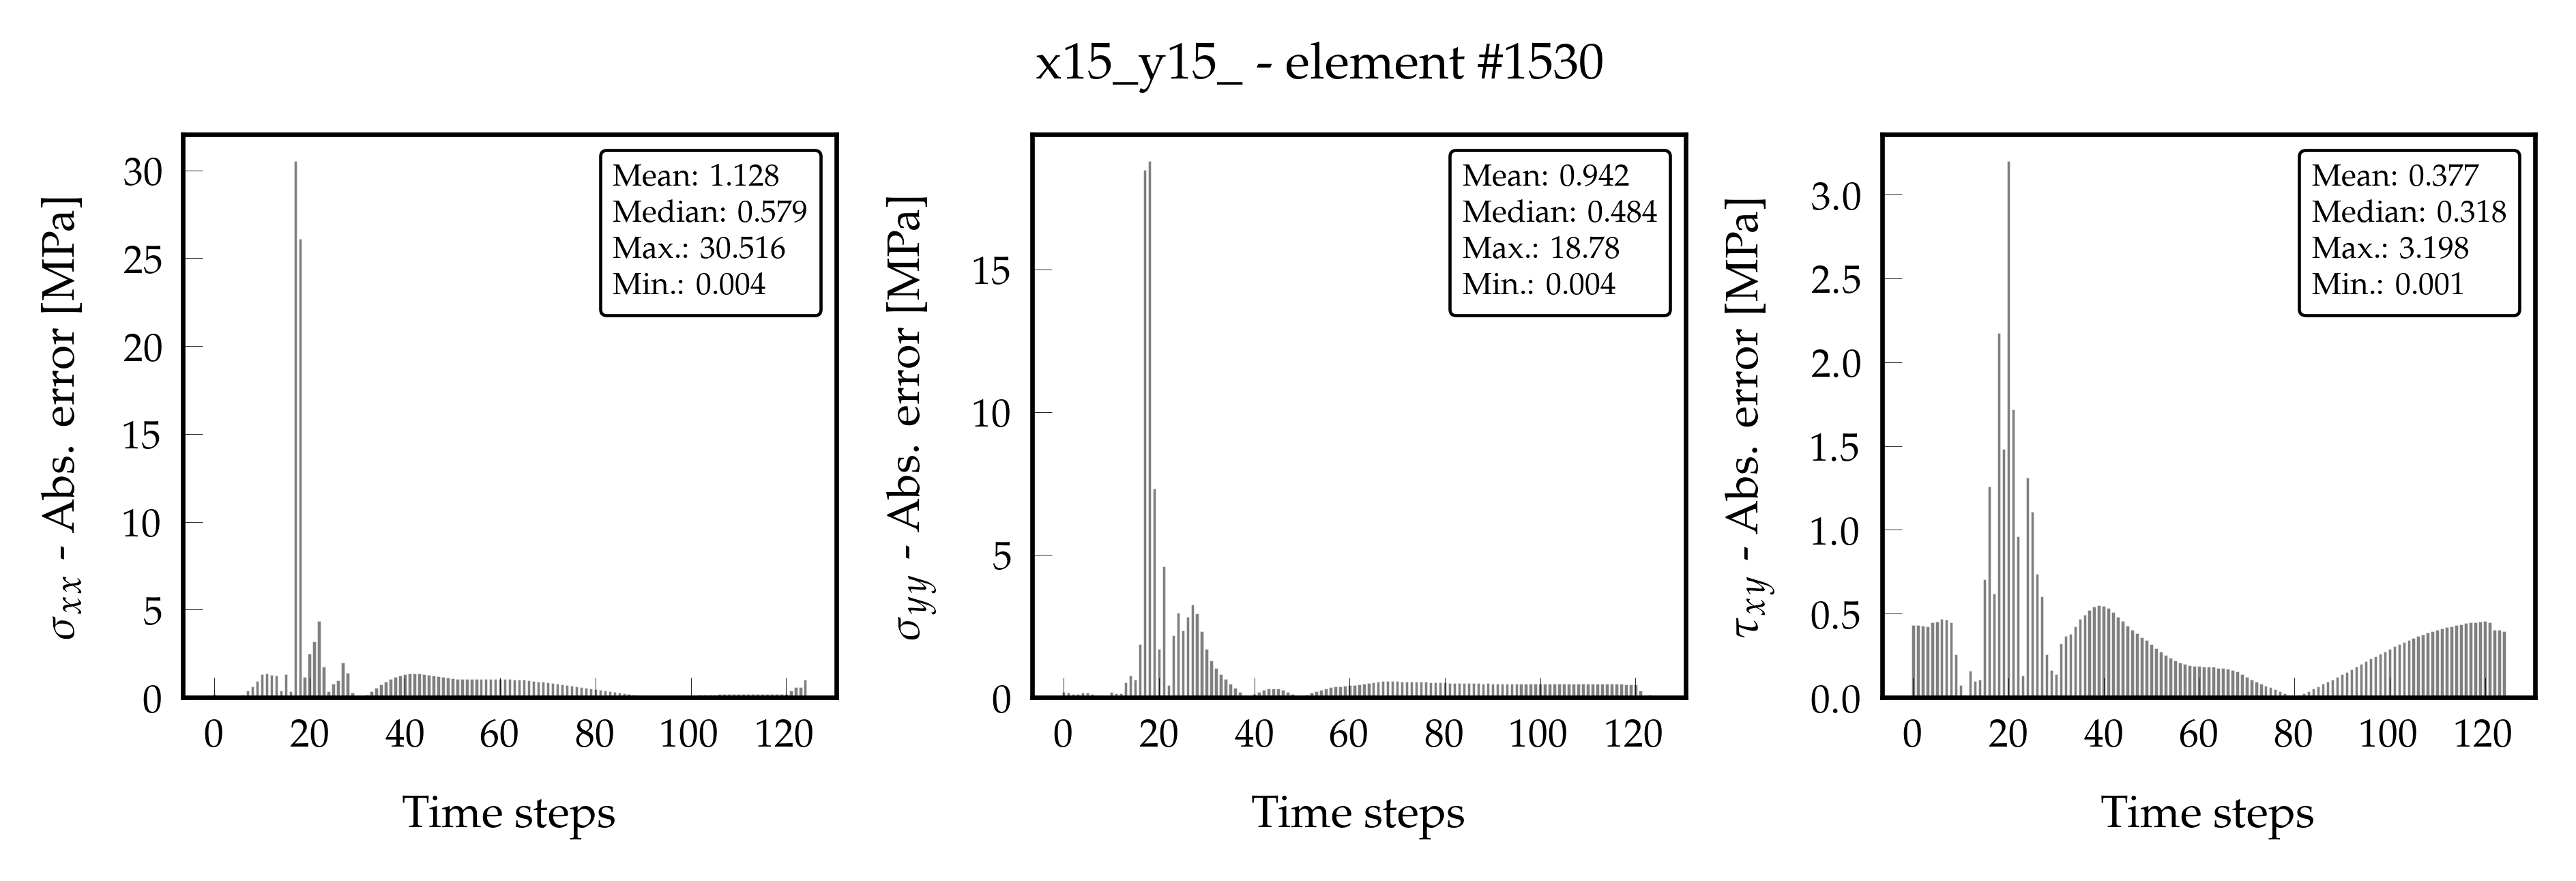 x15_y15_ - element #1530
σxx - Abs. error [MPa]
30
25
20
15
10
5
0
Mean: 1.128
Median: 0.579
Max.: 30.516
Min.: 0.004
0 20 40 60 80 100 120
Time steps
σyy - Abs. error [MPa]
15
10
5
0
Mean: 0.942
Median: 0.484
Max.: 18.78
Min.: 0.004
0 20 40 60 80 100 120
Time steps
τxy - Abs. error [MPa]
3.0
2.5
2.0
1.5
1.0
0.5
0.0
Mean: 0.377
Median: 0.318
Max.: 3.198
Min.: 0.001
0 20 40 60 80 100 120
Time steps